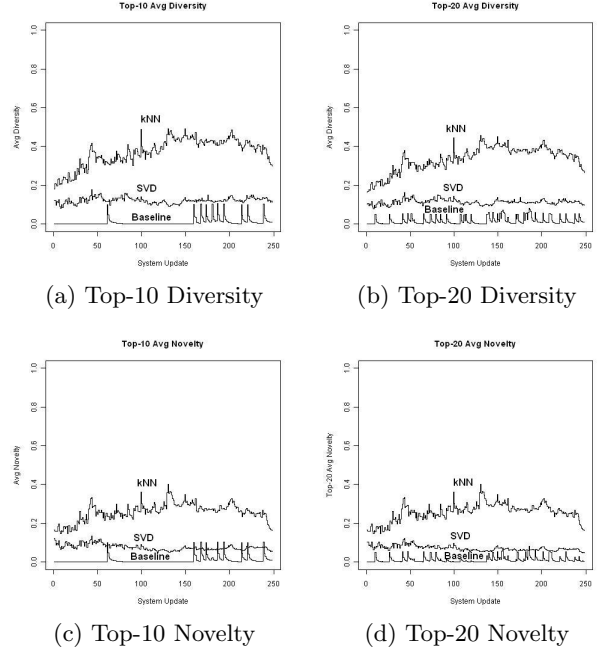 Top-10 Avg Diversity
Avg Diversity
1.0
0.8
0.6
0.4
0.2
0.0
kNN
SVD
Baseline
0 50 100 150 200 250
System Update
(a) Top-10 Diversity
Top-20 Avg Diversity
Avg Diversity
1.0
0.8
0.6
0.4
0.2
0.0
kNN
SVD
Baseline
0 50 100 150 200 250
System Update
(b) Top-20 Diversity
Top-10 Avg Novelty
Avg Novelty
1.0
0.8
0.6
0.4
0.2
0.0
kNN
SVD
Baseline
0 50 100 150 200 250
System Update
(c) Top-10 Novelty
Top-20 Avg Novelty
Top-20 Avg Novelty
1.0
0.8
0.6
0.4
0.2
0.0
kNN
SVD
Baseline
0 50 100 150 200 250
System Update
(d) Top-20 Novelty